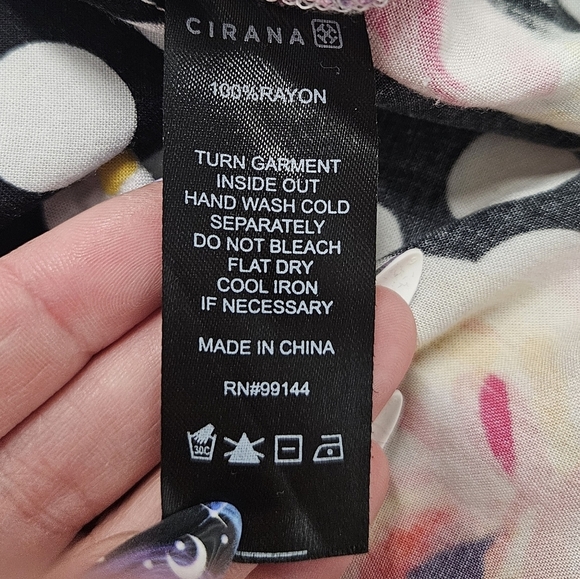 CIRANA
100% RAYON
TURN GARMENT
INSIDE OUT
HAND WASH COLD
SEPARATELY
DO NOT BLEACH
FLAT DRY
COOL IRON
IF NECESSARY
MADE IN CHINA
RN#99144
30C